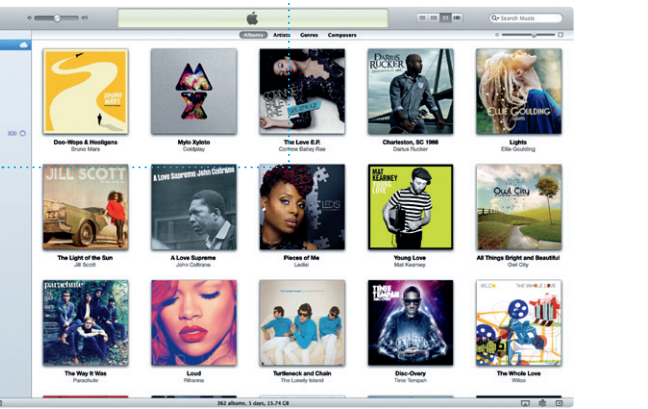 Search Music
Albums Artists Genres Composers
BRUNO MARS
DARIUS RUCKER
ELLIE GOULDING
LIGHTS
Doo-Wops & Hooligans
Bruno Mars
Mylo Xyloto
Coldplay
The Love E.P.
Corinne Bailey Rae
Charleston, SC 1966
Darius Rucker
Lights
Ellie Goulding
JILL SCOTT
A Love Supreme John Coltrane
LEDISI
MAT KEARNEY
YOUNG LOVE
Owl City
The Light of the Sun
Jill Scott
A Love Supreme
John Coltrane
Pieces of Me
Ledisi
Young Love
Mat Kearney
All Things Bright and Beautiful
Owl City
parachute
TINIE TEMPAH
WILCO THE WHOLE LOVE
The Way It Was
Parachute
Loud
Rihanna
Turtleneck and Chain
The Lonely Island
Disc-Overy
Tinie Tempah
The Whole Love
Wilco
362 albums, 5 days, 15.74 GB